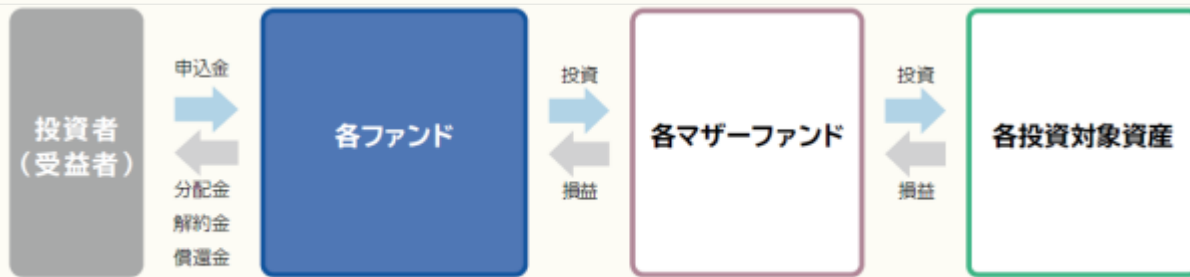 投資者
（受益者）
申込金
分配金
解約金
償還金
各ファンド
投資
損益
各マザーファンド
投資
損益
各投資対象資産